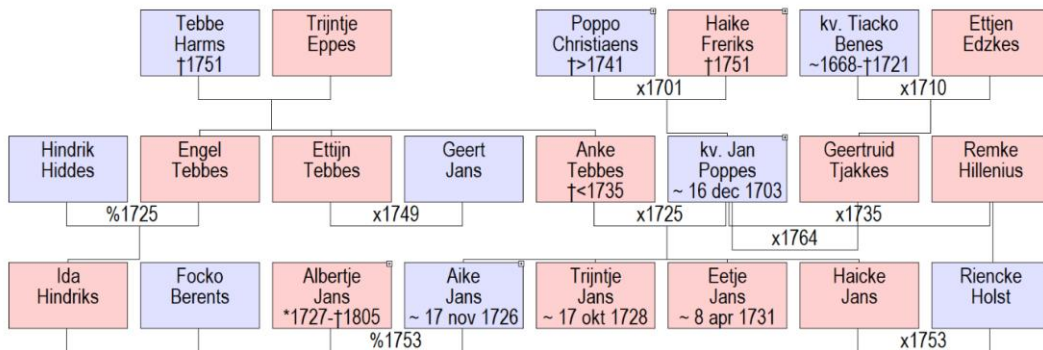 Tebbe
Harms
†1751
Trijntje
Eppes
Poppo
Christiaens
†>1741
Haike
Freriks
†1751
kv. Tiacko
Benes
~1668-†1721
Ettjen
Edzkes
x1701
x1710
Hindrik
Hiddes
Engel
Tebbes
Ettijn
Tebbes
Geert
Jans
Anke
Tebbes
†<1735
kv. Jan
Poppes
~ 16 dec 1703
Geertruid
Tjakkes
Remke
Hillenius
%1725
x1749
x1725
x1735
x1764
Ida
Hindriks
Focko
Berents
Albertje
Jans
*1727-†1805
Aike
Jans
~ 17 nov 1726
Trijntje
Jans
~ 17 okt 1728
Eetje
Jans
~ 8 apr 1731
Haicke
Jans
Riencke
Holst
%1753
x1753